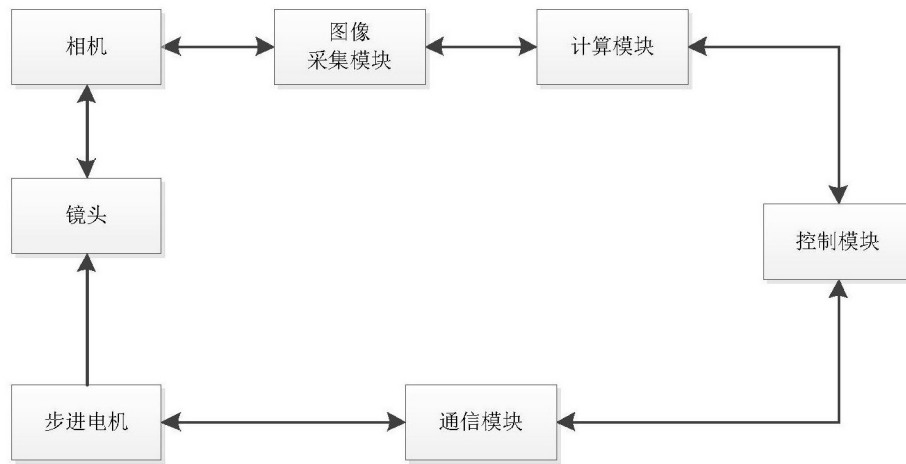 相机
图像
采集模块
计算模块
镜头
控制模块
步进电机
通信模块